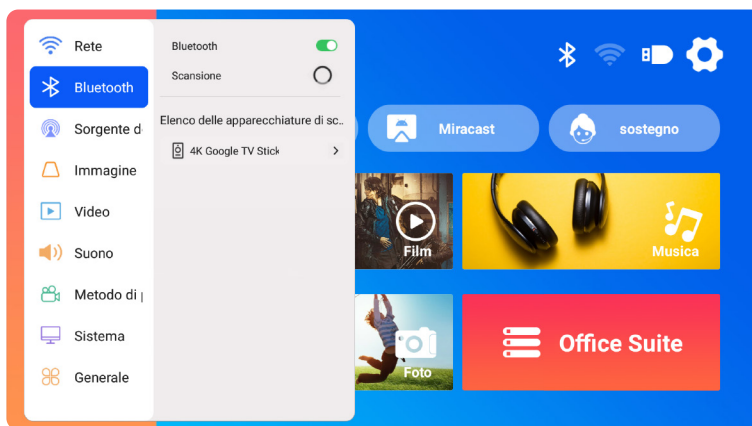 Rete
Bluetooth
Sorgente d
Immagine
Video
Suono
Metodo di
Sistema
Generale
Bluetooth
Scansione
Elenco delle apparecchiature di sc..
4K Google TV Stick
Miracast
sostegno
Film
Musica
Foto
Office Suite